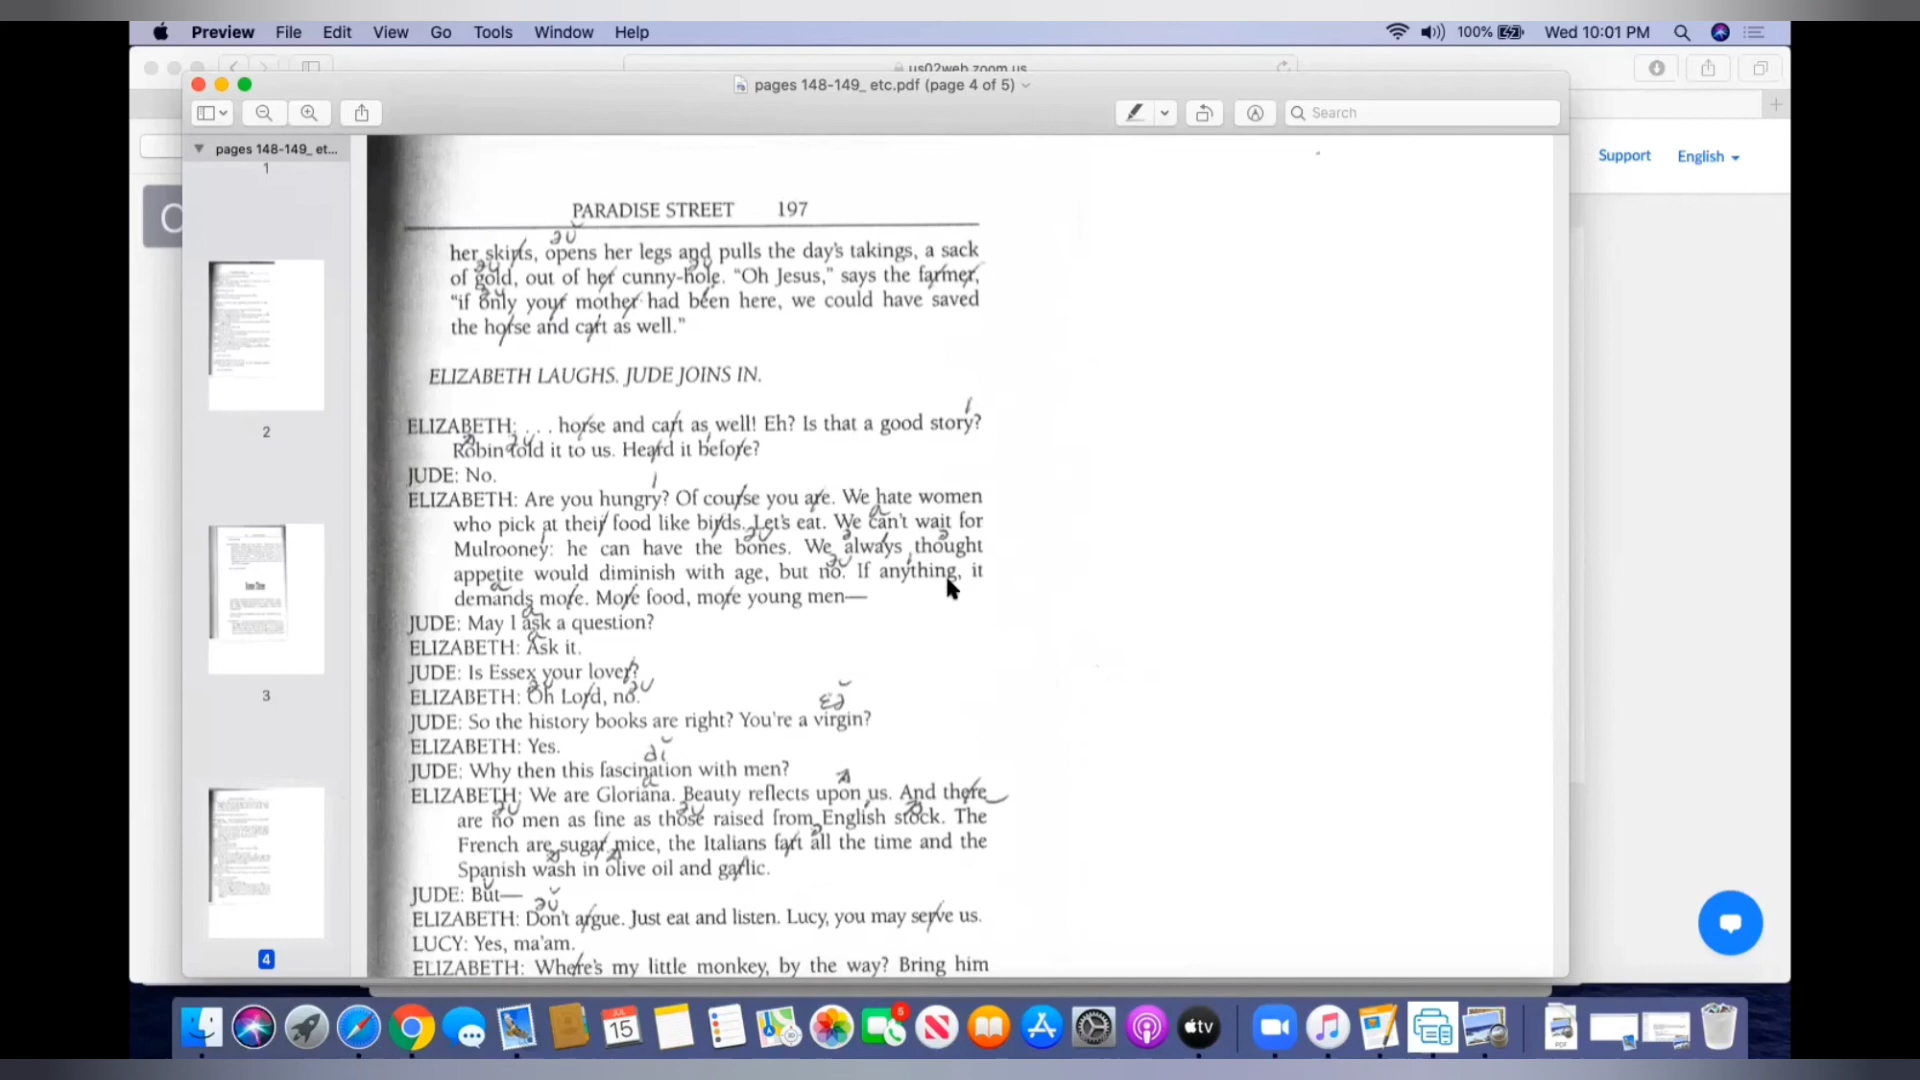 Preview File Edit View Go Tools Window Help
100% Wed 10:01 PM
us02web.zoom.us
pages 148-149_ etc.pdf (page 4 of 5)
Search
pages 148-149_ et...
Support English
1
2
3
4
PARADISE STREET 197
her skirts, opens her legs and pulls the day's takings, a sack
of gold, out of her cunny-hole. "Oh Jesus," says the farmer,
"if only your mother had been here, we could have saved
the horse and cart as well."
ELIZABETH LAUGHS. JUDE JOINS IN.
ELIZABETH: . . . horse and cart as well! Eh? Is that a good story?
Robin told it to us. Heard it before?
JUDE: No.
ELIZABETH: Are you hungry? Of course you are. We hate women
who pick at their food like birds. Let's eat. We can't wait for
Mulrooney: he can have the bones. We always thought
appetite would diminish with age, but no. If anything, it
demands more. More food, more young men—
JUDE: May I ask a question?
ELIZABETH: Ask it.
JUDE: Is Essex your lover?
ELIZABETH: Oh Lord, no.
JUDE: So the history books are right? You're a virgin?
ELIZABETH: Yes.
JUDE: Why then this fascination with men?
ELIZABETH: We are Gloriana. Beauty reflects upon us. And there
are no men as fine as those raised from English stock. The
French are sugar mice, the Italians fart all the time and the
Spanish wash in olive oil and garlic.
JUDE: But—
ELIZABETH: Don't argue. Just eat and listen. Lucy, you may serve us.
LUCY: Yes, ma'am.
ELIZABETH: Where's my little monkey, by the way? Bring him
JUL
15
5
tv
PDF